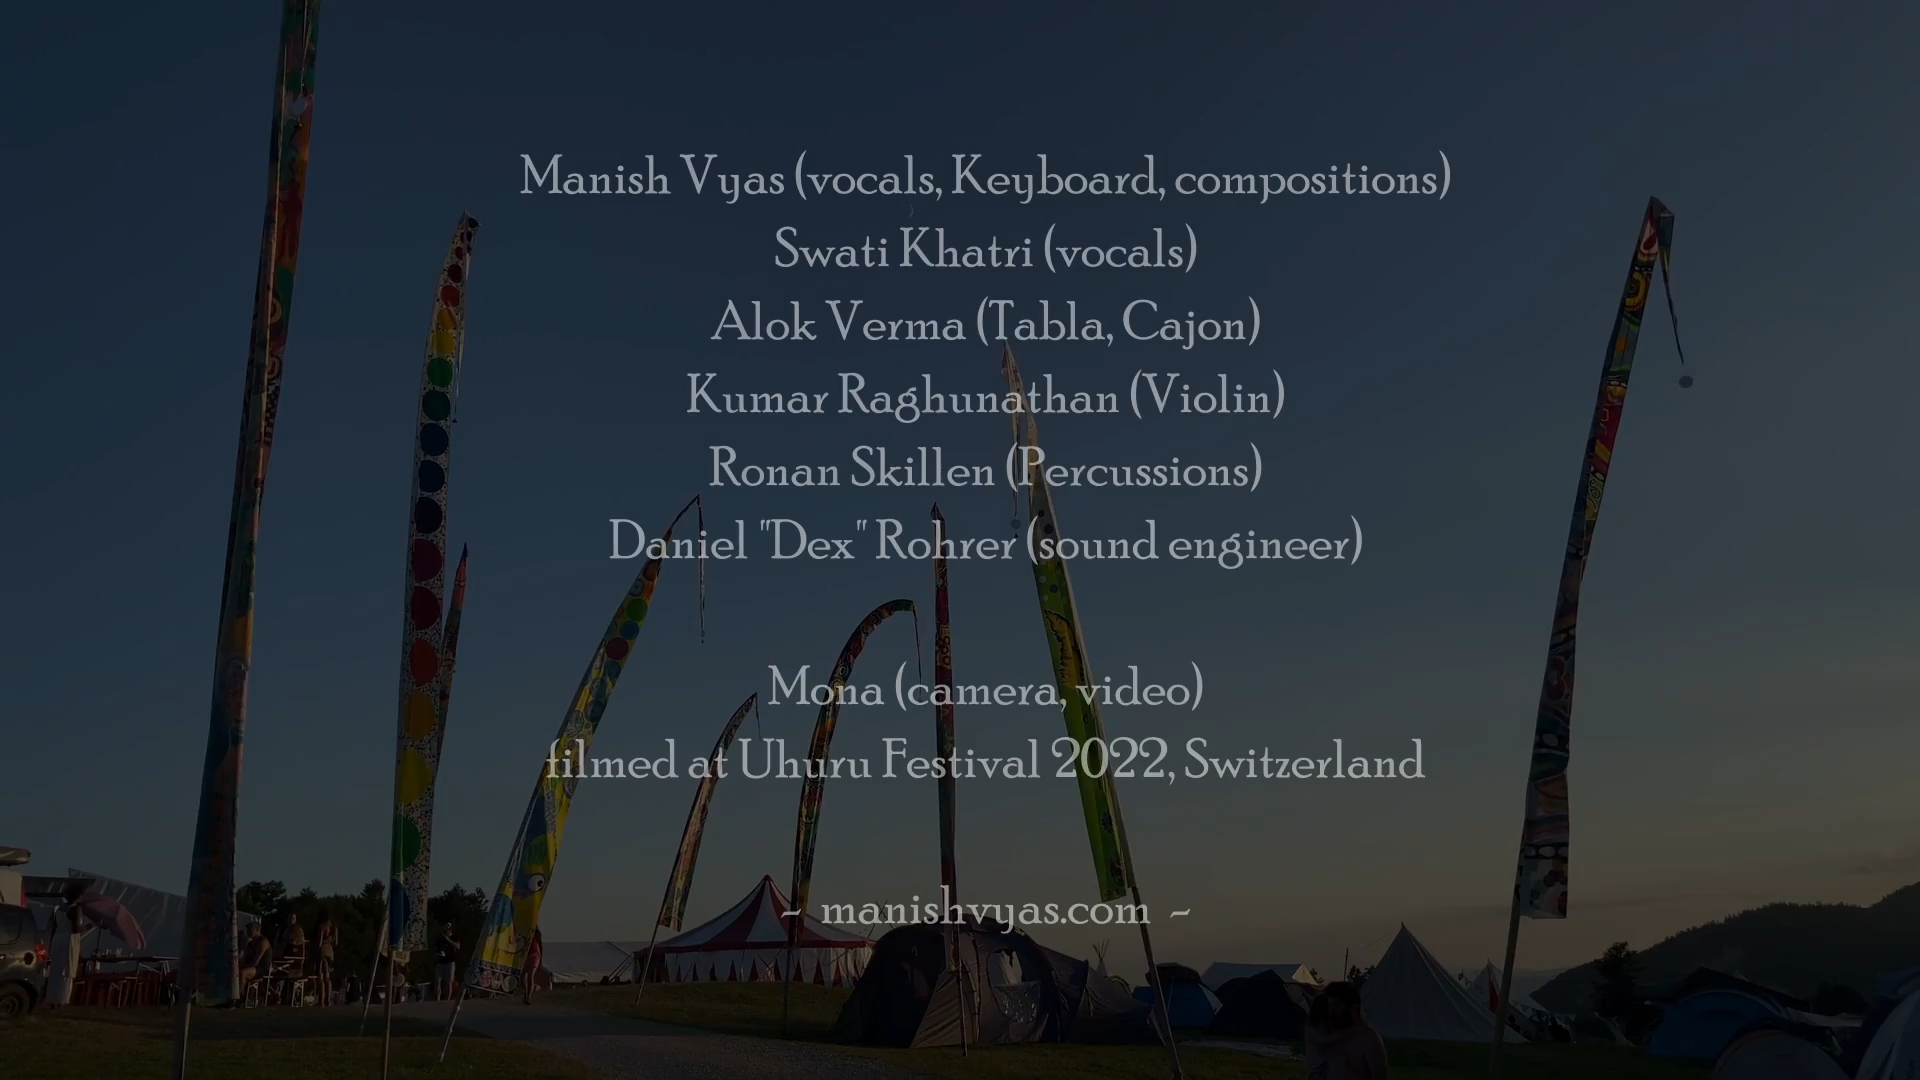 Manish Vyas (vocals, Keyboard, compositions)
Swati Khatri (vocals)
Alok Verma (Tabla, Cajon)
Kumar Raghunathan (Violin)
Ronan Skillen (Percussions)
Daniel "Dex" Rohrer (sound engineer)
Mona (camera, video)
filmed at Uhuru Festival 2022, Switzerland
~ manishvyas.com ~